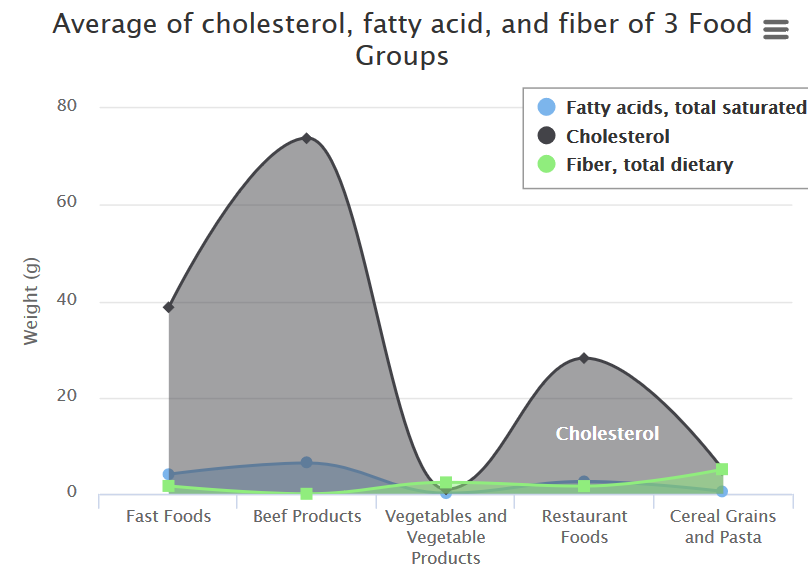 Average of cholesterol, fatty acid, and fiber of 3 Food
Groups
Fatty acids, total saturated
Cholesterol
Fiber, total dietary
Weight (g)
80
60
40
20
0
Cholesterol
Fast Foods
Beef Products
Vegetables and
Vegetable
Products
Restaurant
Foods
Cereal Grains
and Pasta